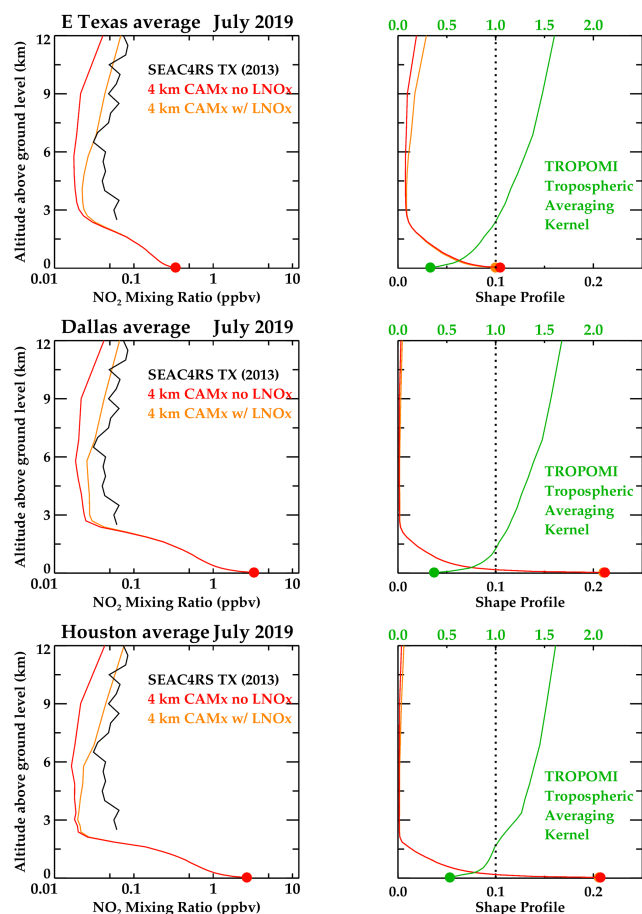 E Texas average July 2019
0.0 0.5 1.0 1.5 2.0
Altitude above ground level (km)
12
9
6
3
0
SEAC4RS TX (2013)
4 km CAMx no LNOx
4 km CAMx w/ LNOx
TROPOMI
Tropospheric
Averaging
Kernel
0.01 0.1 1 10
NO₂ Mixing Ratio (ppbv)
0.0 0.1 0.2
Shape Profile
Dallas average July 2019
0.0 0.5 1.0 1.5 2.0
Altitude above ground level (km)
12
9
6
3
0
SEAC4RS TX (2013)
4 km CAMx no LNOx
4 km CAMx w/ LNOx
TROPOMI
Tropospheric
Averaging
Kernel
0.01 0.1 1 10
NO₂ Mixing Ratio (ppbv)
0.0 0.1 0.2
Shape Profile
Houston average July 2019
0.0 0.5 1.0 1.5 2.0
Altitude above ground level (km)
12
9
6
3
0
SEAC4RS TX (2013)
4 km CAMx no LNOx
4 km CAMx w/ LNOx
TROPOMI
Tropospheric
Averaging
Kernel
0.01 0.1 1 10
NO₂ Mixing Ratio (ppbv)
0.0 0.1 0.2
Shape Profile